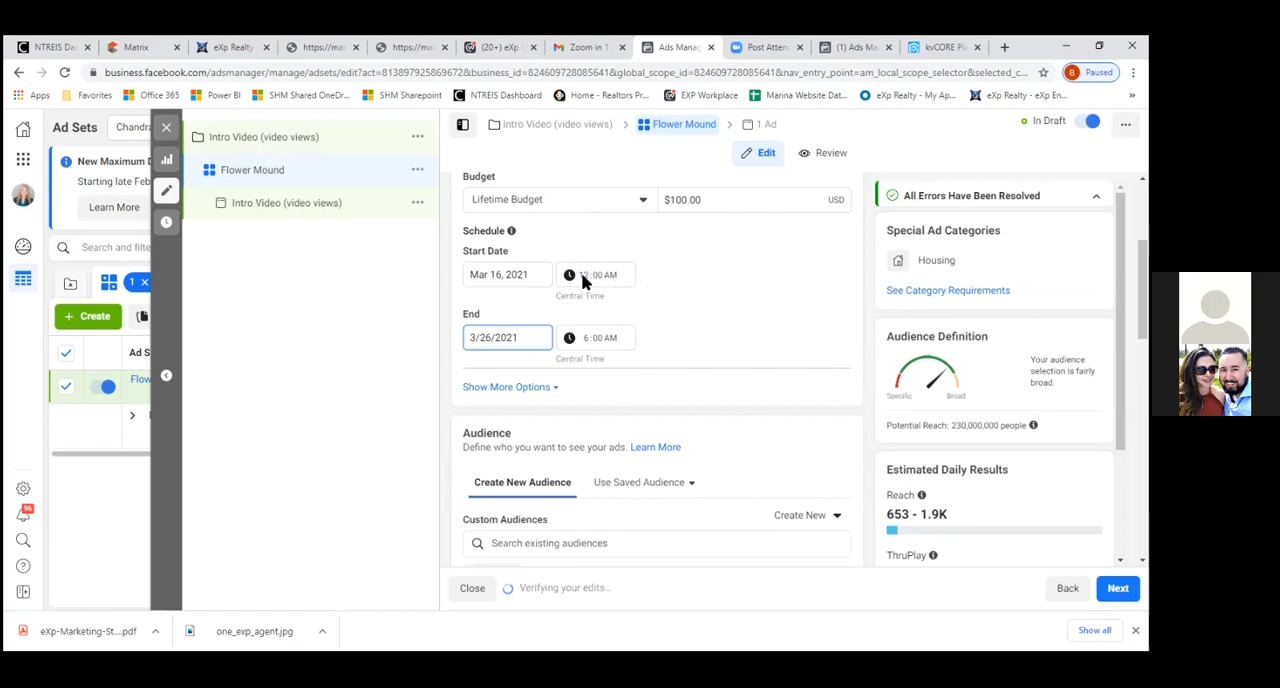 NTREIS Da
Matrix
eXp Realty
https://mai
https://mai
(20+) eXp
Zoom in 1
Ads Mana
Post Atten
(1) Ads M
kvCORE Pl
business.facebook.com/adsmanager/manage/adsets/edit?act=813897925869672&business_id=824609728085641&global_scope_id=824609728085641&nav_entry_point=am_local_scope_selector&selected_c...
B Paused
Apps
Favorites
Office 365
Power BI
SHM Shared OneDr...
SHM Sharepoint
NTREIS Dashboard
Home - Realtors Pr...
EXP Workplace
Marina Website Dat...
eXp Realty - My Ap...
eXp Realty - eXp En...
Ad Sets
Chandra
New Maximum D
Starting late Feb
Learn More
Search and filte
1
+ Create
Ad S
Flow
96
Intro Video (video views)
Flower Mound
Intro Video (video views)
Intro Video (video views) > Flower Mound > 1 Ad
In Draft
Edit
Review
Budget
Lifetime Budget
$100.00
USD
Schedule
Start Date
Mar 16, 2021
12:00 AM
Central Time
End
3/26/2021
6:00 AM
Central Time
Show More Options
Audience
Define who you want to see your ads. Learn More
Create New Audience
Use Saved Audience
Custom Audiences
Create New
Search existing audiences
All Errors Have Been Resolved
Special Ad Categories
Housing
See Category Requirements
Audience Definition
Specific
Broad
Your audience
selection is fairly
broad.
Potential Reach: 230,000,000 people
Estimated Daily Results
Reach
653 - 1.9K
ThruPlay
Close
Verifying your edits...
Back
Next
eXp-Marketing-St....pdf
one_exp_agent.jpg
Show all